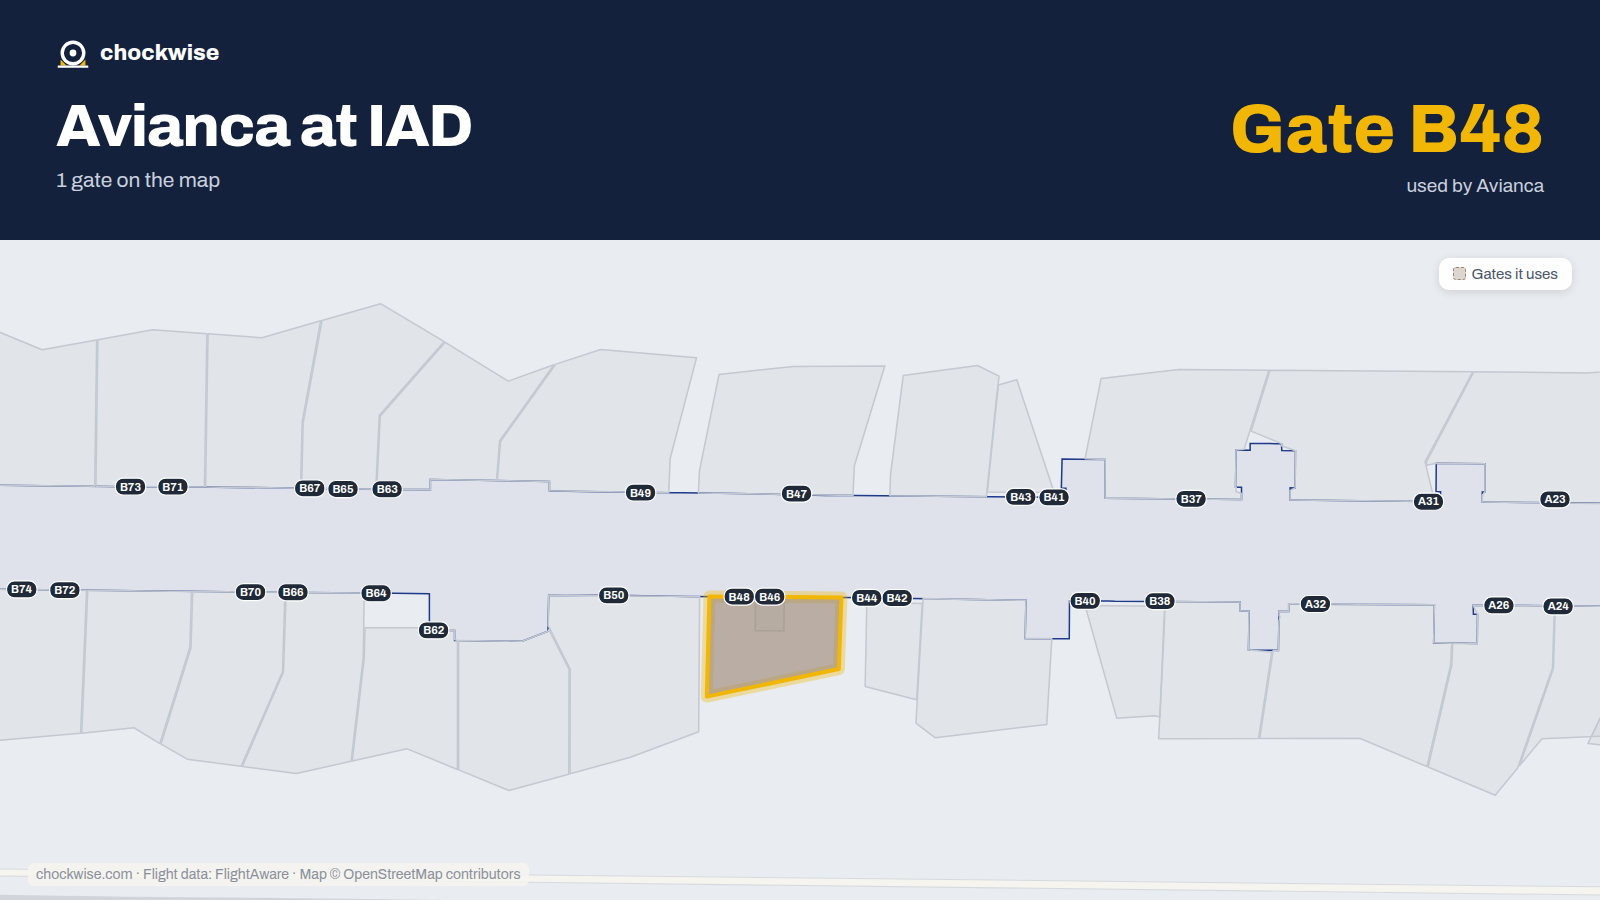 chockwise
Avianca at IAD
1 gate on the map
Gate B48
used by Avianca
Gates it uses
B73 B71 B67 B65 B63 B49 B47 B43 B41 B37 A31 A23
B74 B72 B70 B66 B64 B62 B50 B48 B46 B44 B42 B40 B38 A32 A26 A24
chockwise.com · Flight data: FlightAware · Map © OpenStreetMap contributors